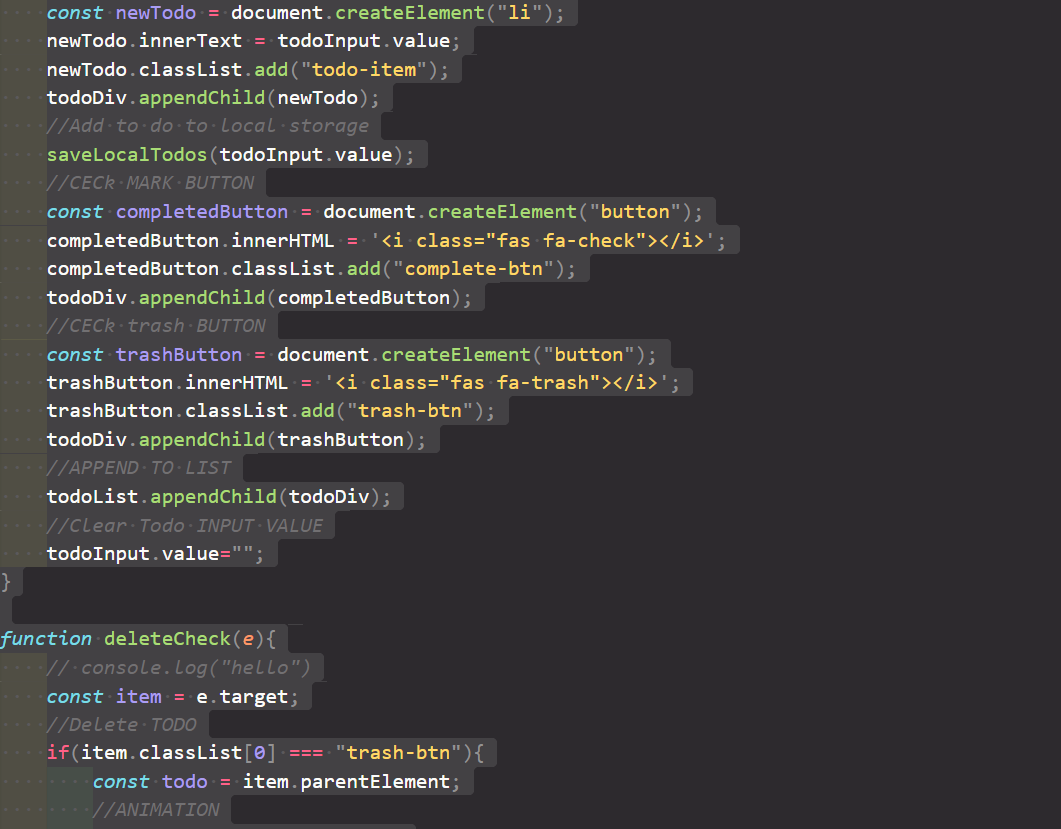 const newTodo = document.createElement("li");
newTodo.innerText = todoInput.value;
newTodo.classList.add("todo-item");
todoDiv.appendChild(newTodo);
//Add to do to local storage
saveLocalTodos(todoInput.value);
//CECk MARK BUTTON
const completedButton = document.createElement("button");
completedButton.innerHTML = '<i class="fas fa-check"></i>';
completedButton.classList.add("complete-btn");
todoDiv.appendChild(completedButton);
//CECk trash BUTTON
const trashButton = document.createElement("button");
trashButton.innerHTML = '<i class="fas fa-trash"></i>';
trashButton.classList.add("trash-btn");
todoDiv.appendChild(trashButton);
//APPEND TO LIST
todoList.appendChild(todoDiv);
//Clear Todo INPUT VALUE
todoInput.value="";
}
function deleteCheck(e){
// console.log("hello")
const item = e.target;
//Delete TODO
if(item.classList[0] === "trash-btn"){
const todo = item.parentElement;
//ANIMATION